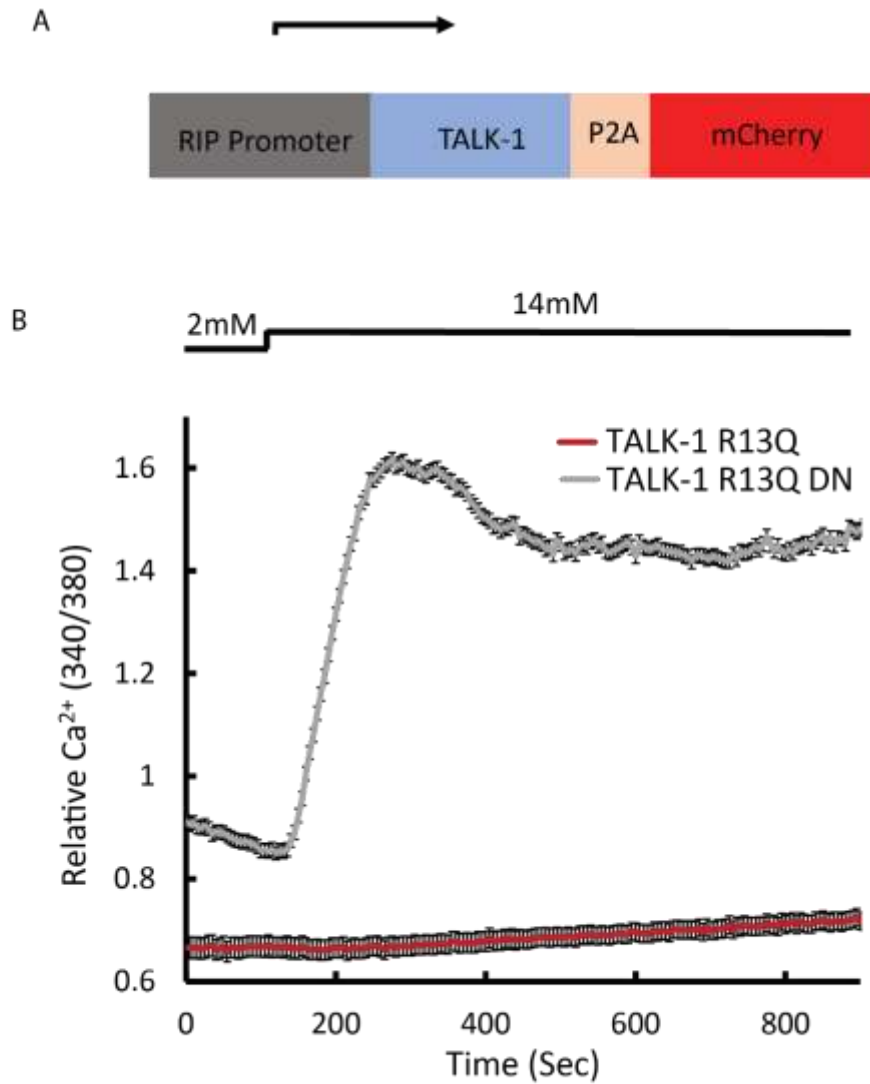 A
RIP Promoter TALK-1 P2A mCherry
B
2mM 14mM
TALK-1 R13Q
TALK-1 R13Q DN
Relative Ca²⁺ (340/380)
1.6
1.4
1.2
1
0.8
0.6
0 200 400 600 800
Time (Sec)